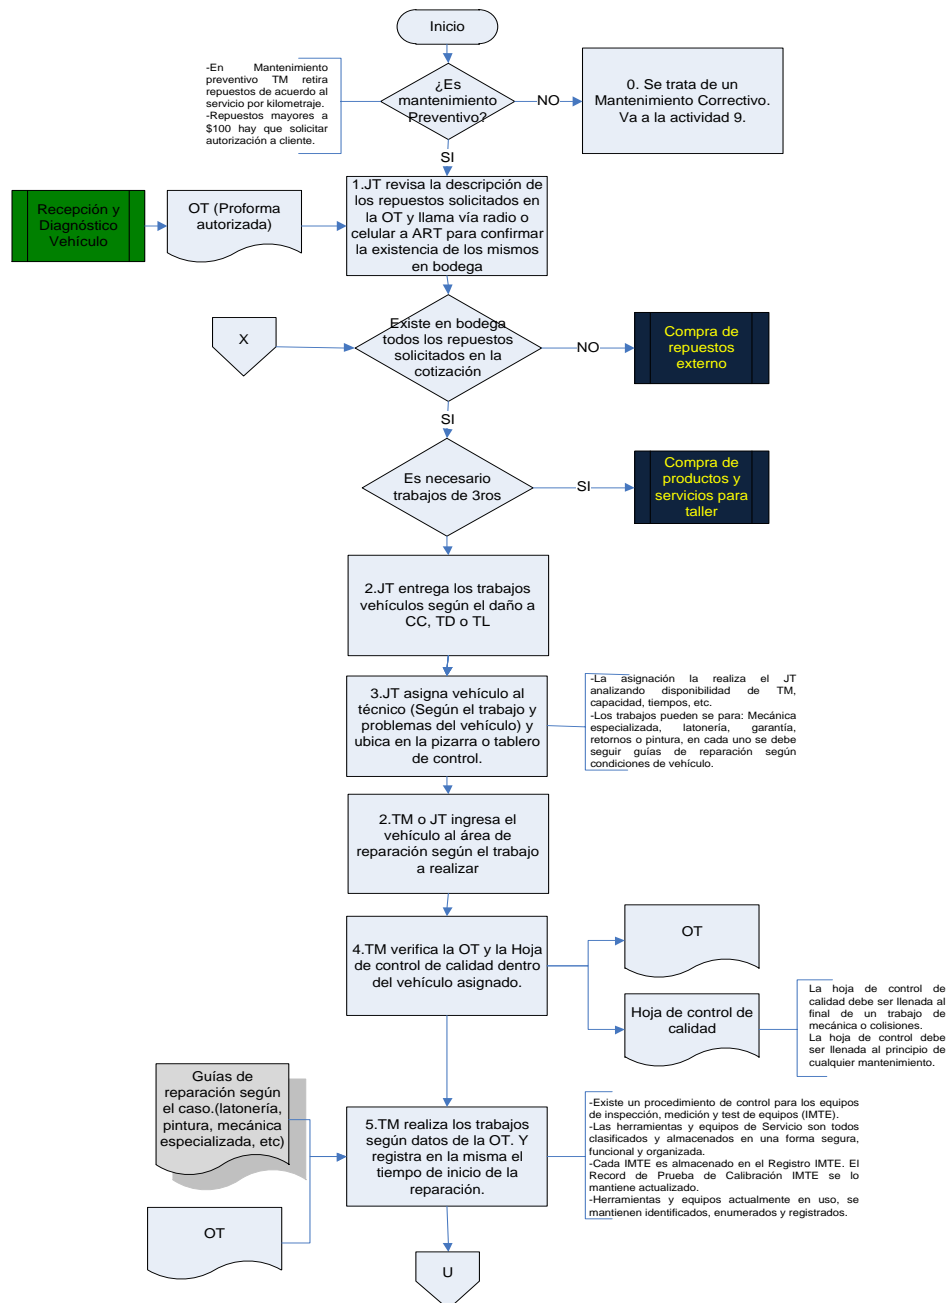 Inicio
-En Mantenimiento
preventivo TM retira
repuestos de acuerdo al
servicio por kilometraje.
-Repuestos mayores a
$100 hay que solicitar
autorización a cliente.
¿Es
mantenimiento
Preventivo?
NO
0. Se trata de un
Mantenimiento Correctivo.
Va a la actividad 9.
SI
Recepción y
Diagnóstico
Vehículo
OT (Proforma
autorizada)
1.JT revisa la descripción de
los repuestos solicitados en
la OT y llama vía radio o
celular a ART para confirmar
la existencia de los mismos
en bodega
X
Existe en bodega
todos los repuestos
solicitados en la
cotización
NO
Compra de
repuestos
externo
SI
Es necesario
trabajos de 3ros
SI
Compra de
productos y
servicios para
taller
2.JT entrega los trabajos
vehículos según el daño a
CC, TD o TL
3.JT asigna vehículo al
técnico (Según el trabajo y
problemas del vehículo) y
ubica en la pizarra o tablero
de control.
-La asignación la realiza el JT
analizando disponibilidad de TM,
capacidad, tiempos, etc.
-Los trabajos pueden se para: Mecánica
especializada, latonería, garantía,
retornos o pintura, en cada uno se debe
seguir guías de reparación según
condiciones de vehículo.
2.TM o JT ingresa el
vehículo al área de
reparación según el trabajo
a realizar
4.TM verifica la OT y la Hoja
de control de calidad dentro
del vehículo asignado.
OT
Hoja de control de
calidad
La hoja de control de
calidad debe ser llenada al
final de un trabajo de
mecánica o colisiones.
La hoja de control debe
ser llenada al principio de
cualquier mantenimiento.
Guías de
reparación según
el caso.(latonería,
pintura, mecánica
especializada, etc)
OT
5.TM realiza los trabajos
según datos de la OT. Y
registra en la misma el
tiempo de inicio de la
reparación.
-Existe un procedimiento de control para los equipos
de inspección, medición y test de equipos (IMTE).
-Las herramientas y equipos de Servicio son todos
clasificados y almacenados en una forma segura,
funcional y organizada.
-Cada IMTE es almacenado en el Registro IMTE. El
Record de Prueba de Calibración IMTE se lo
mantiene actualizado.
-Herramientas y equipos actualmente en uso, se
mantienen identificados, enumerados y registrados.
U